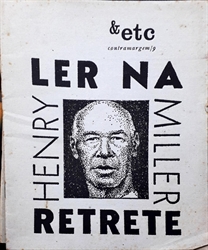 & etc
contramargem/9
LER NA
HENRY
MILLER
RETRETE